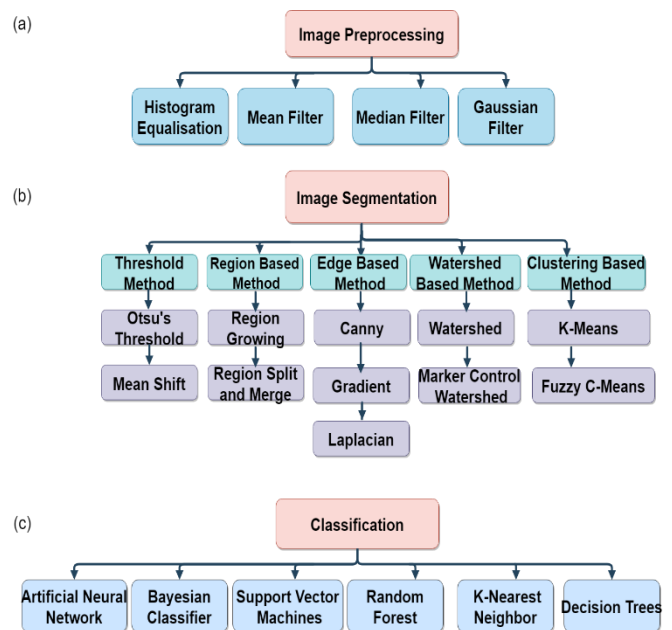 (a)
Image Preprocessing
Histogram
Equalisation
Mean Filter
Median Filter
Gaussian
Filter
(b)
Image Segmentation
Threshold
Method
Region Based
Method
Edge Based
Method
Watershed
Based Method
Clustering Based
Method
Otsu's
Threshold
Region
Growing
Canny
Watershed
K-Means
Mean Shift
Region Split
and Merge
Gradient
Marker Control
Watershed
Fuzzy C-Means
Laplacian
(c)
Classification
Artificial Neural
Network
Bayesian
Classifier
Support Vector
Machines
Random
Forest
K-Nearest
Neighbor
Decision Trees